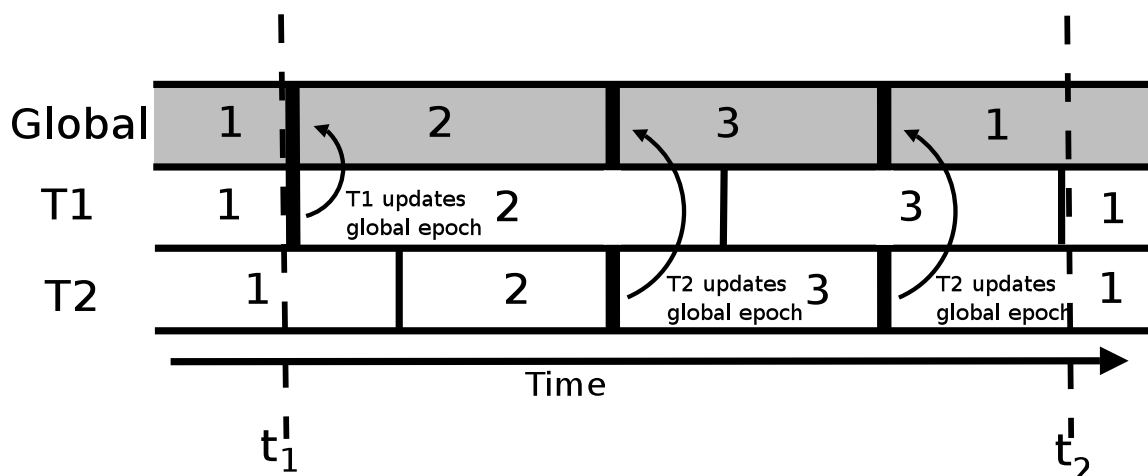 Global 1 2 3 1
T1 1 T1 updates global epoch 2 3 1
T2 1 2 T2 updates global epoch 3 T2 updates global epoch 1
Time
t1 t2